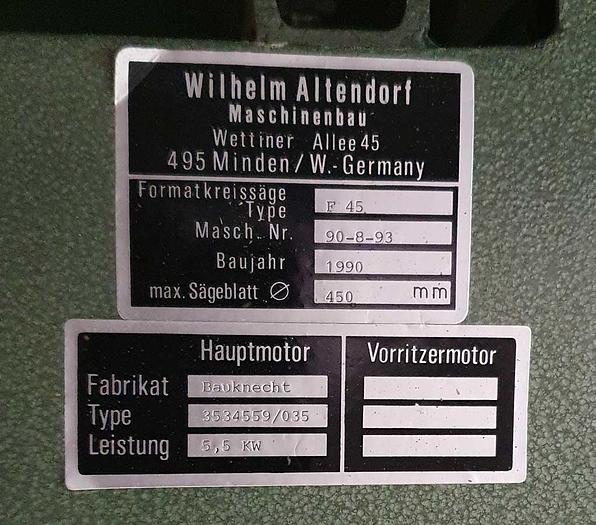 Wilhelm Altendorf
Maschinenbau
Wettiner Allee 45
495 Minden / W.-Germany
Formatkreissäge
Type F 45
Masch. Nr. 90-8-93
Baujahr 1990
max. Sägeblatt Ø 450 mm
Hauptmotor Vorritzermotor
Fabrikat Bauknecht
Type 3534559/035
Leistung 5,5 KW